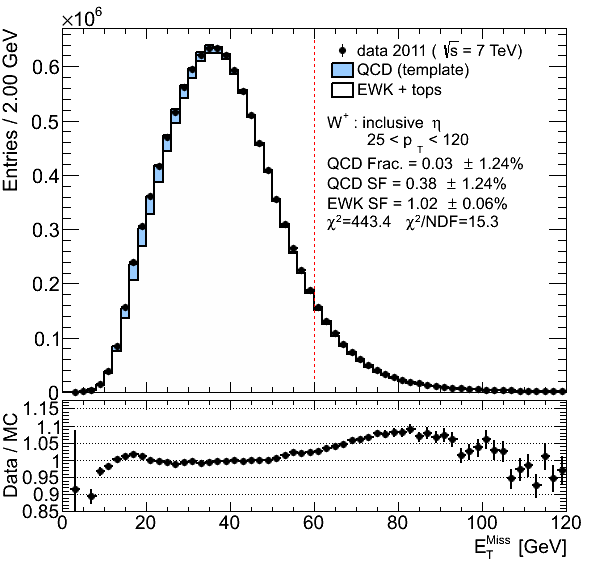 ×10⁶
Entries / 2.00 GeV
0.6
0.5
0.4
0.3
0.2
0.1
0
data 2011 ( √s = 7 TeV)
QCD (template)
EWK + tops
W⁺ : inclusive η
25 < p_T < 120
QCD Frac. = 0.03 ± 1.24%
QCD SF = 0.38 ± 1.24%
EWK SF = 1.02 ± 0.06%
χ²=443.4 χ²/NDF=15.3
Data / MC
1.15
1.1
1.05
1
0.95
0.9
0.85
0 20 40 60 80 100 120
E_T^Miss [GeV]